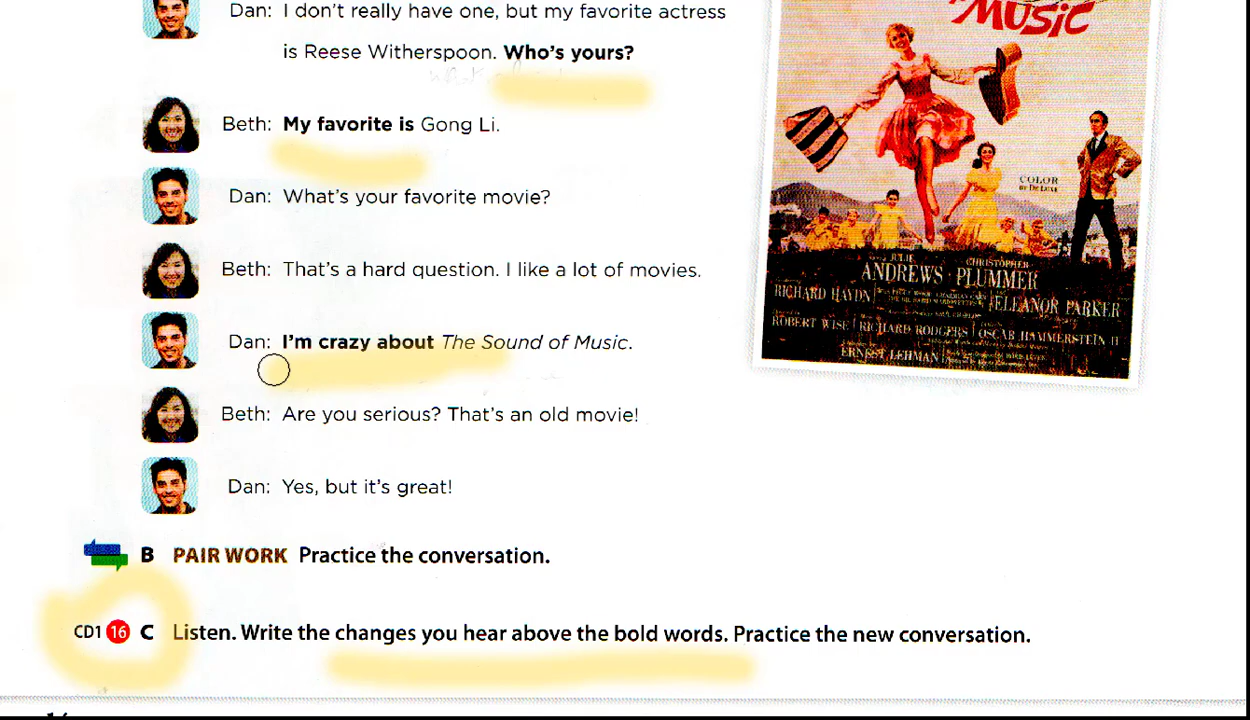 Dan: I don't really have one, but my favorite actress
is Reese Witherspoon. Who's yours?
Beth: My favorite is Gong Li.
Dan: What's your favorite movie?
Beth: That's a hard question. I like a lot of movies.
Dan: I'm crazy about The Sound of Music.
Beth: Are you serious? That's an old movie!
Dan: Yes, but it's great!
B PAIR WORK Practice the conversation.
CD1 16 C Listen. Write the changes you hear above the bold words. Practice the new conversation.
MUSIC
COLOR
BY DE LUXE
JULIE CHRISTOPHER
ANDREWS PLUMMER
RICHARD HAYDN
ELEANOR PARKER
ROBERT WISE RICHARD RODGERS OSCAR HAMMERSTEIN II
ERNEST LEHMAN